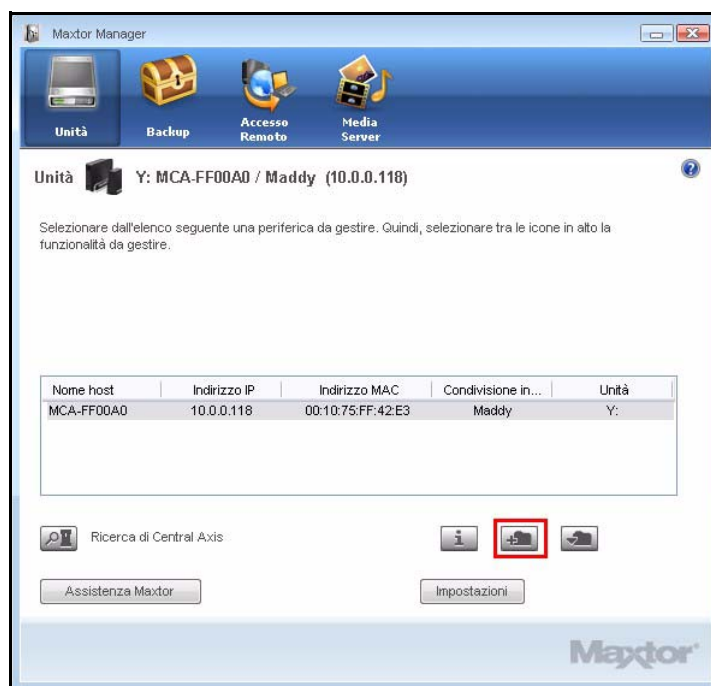 Maxtor Manager
Unità
Backup
Accesso
Remoto
Media
Server
Unità Y: MCA-FF00A0 / Maddy (10.0.0.118)
Selezionare dall'elenco seguente una periferica da gestire. Quindi, selezionare tra le icone in alto la
funzionalità da gestire.
Nome host Indirizzo IP Indirizzo MAC Condivisione in... Unità
MCA-FF00A0 10.0.0.118 00:10:75:FF:42:E3 Maddy Y:
Ricerca di Central Axis
Assistenza Maxtor Impostazioni
Maxtor